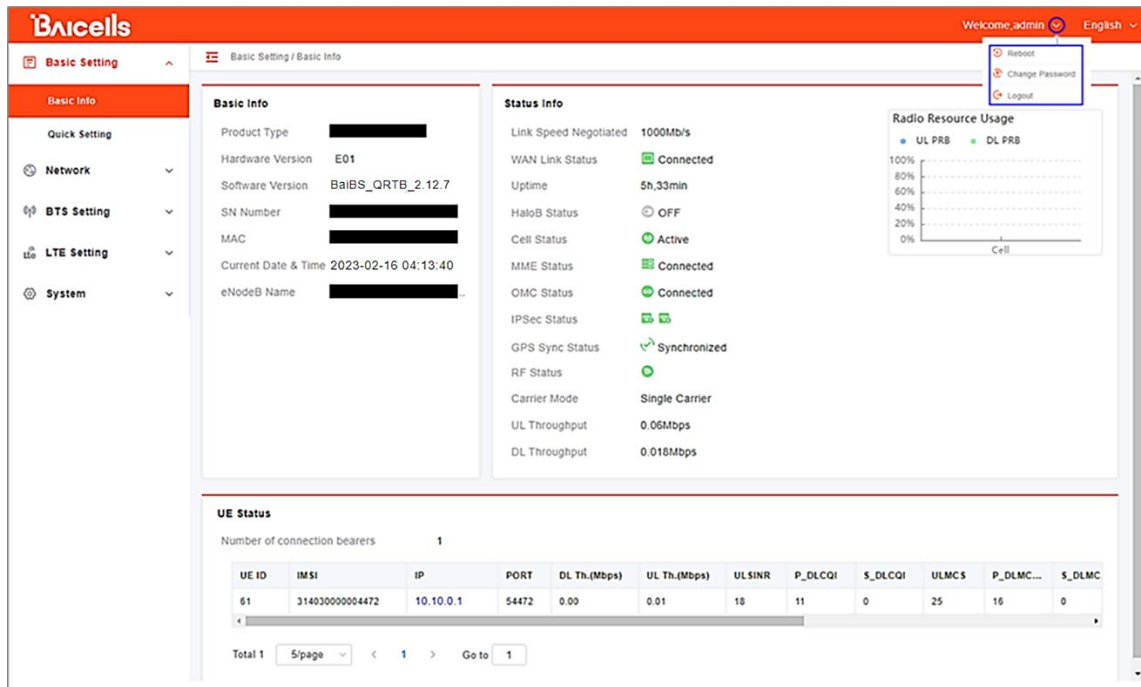 BAICELLS
Welcome,admin
English
Reboot
Change Password
Logout
Basic Setting
Basic Info
Quick Setting
Network
BTS Setting
LTE Setting
System
Basic Setting / Basic Info
Basic Info
Product Type
Hardware Version E01
Software Version BaiBS_QRTB_2.12.7
SN Number
MAC
Current Date & Time 2023-02-16 04:13:40
eNodeB Name ..
Status Info
Link Speed Negotiated 1000Mb/s
WAN Link Status Connected
Uptime 5h,33min
HaloB Status OFF
Cell Status Active
MME Status Connected
OMC Status Connected
IPSec Status
GPS Sync Status Synchronized
RF Status
Carrier Mode Single Carrier
UL Throughput 0.06Mbps
DL Throughput 0.018Mbps
Radio Resource Usage
UL PRB DL PRB
100%
80%
60%
40%
20%
0%
Cell
UE Status
Number of connection bearers 1
UE ID IMSI IP PORT DL Th.(Mbps) UL Th.(Mbps) ULSINR P_DLCQI S_DLCQI ULMCS P_DLMC... S_DLMC
61 314030000004472 10.10.0.1 54472 0.00 0.01 18 11 0 25 16 0
Total 1 5/page < 1 > Go to 1